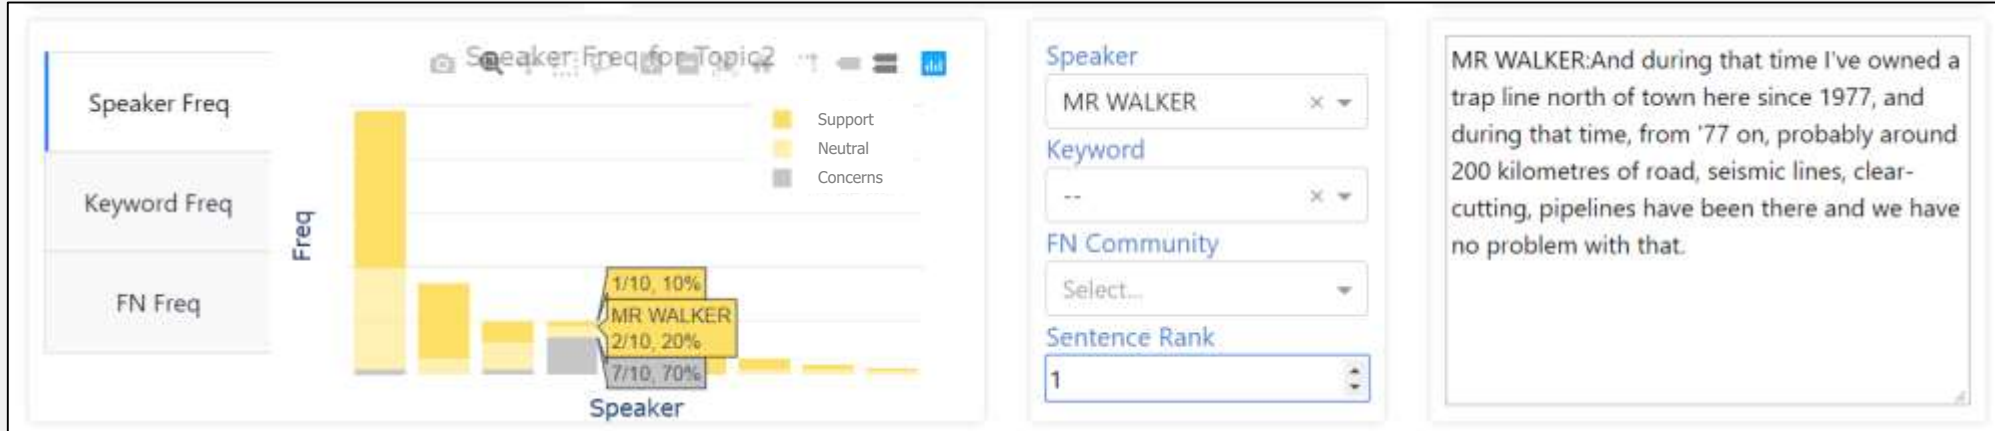 Speaker Freq
Keyword Freq
FN Freq
Speaker Freq for Topic2
Support
Neutral
Concerns
Freq
1/10, 10%
MR WALKER
2/10, 20%
7/10, 70%
Speaker
Speaker
MR WALKER
Keyword
--
FN Community
Select...
Sentence Rank
1
MR WALKER:And during that time I've owned a
trap line north of town here since 1977, and
during that time, from '77 on, probably around
200 kilometres of road, seismic lines, clear-
cutting, pipelines have been there and we have
no problem with that.